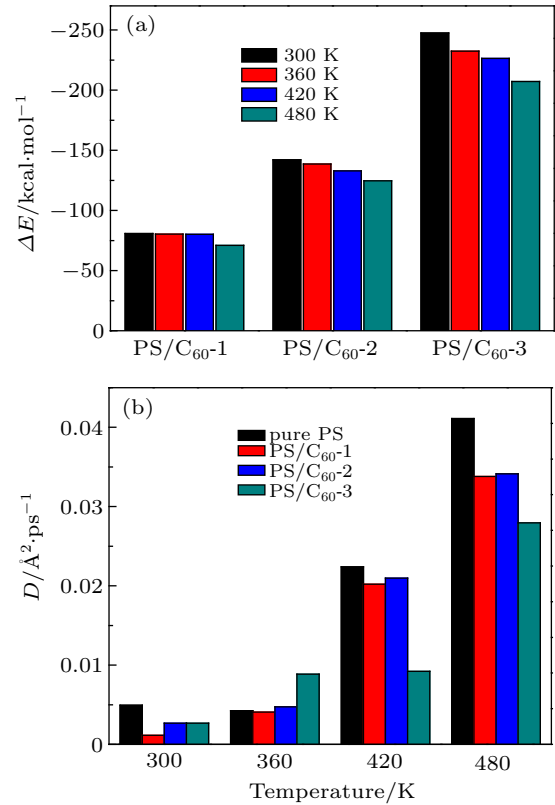 (a)
300 K
360 K
420 K
480 K
ΔE/kcal·mol⁻¹
−250
−200
−150
−100
−50
0
PS/C₆₀-1 PS/C₆₀-2 PS/C₆₀-3
(b)
pure PS
PS/C₆₀-1
PS/C₆₀-2
PS/C₆₀-3
D/Å²·ps⁻¹
0.04
0.03
0.02
0.01
0
300 360 420 480
Temperature/K